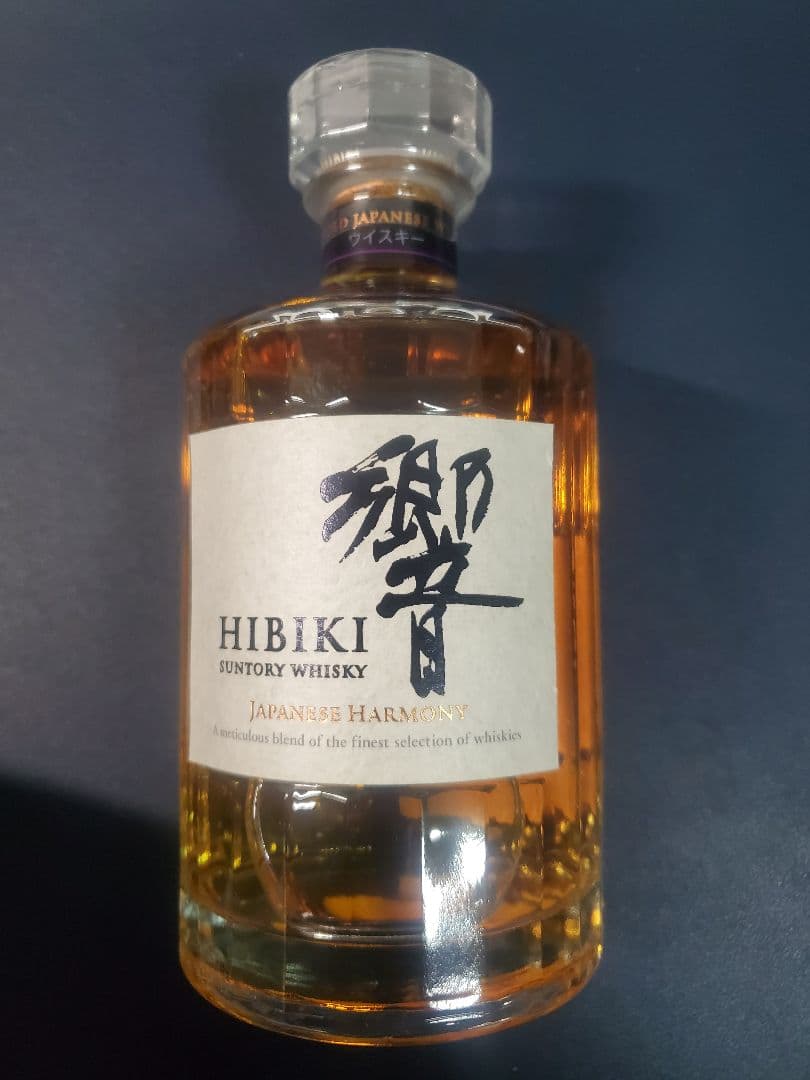 JAPANESE
ウイスキー
響
HIBIKI
SUNTORY WHISKY
JAPANESE HARMONY
A meticulous blend of the finest selection of whiskies